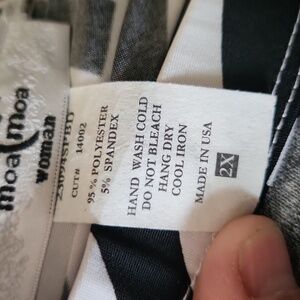 moa moa
woman
CUT# 14002
95 % POLYESTER
5% SPANDEX
HAND WASH COLD
DO NOT BLEACH
HANG DRY
COOL IRON
MADE IN USA
2X